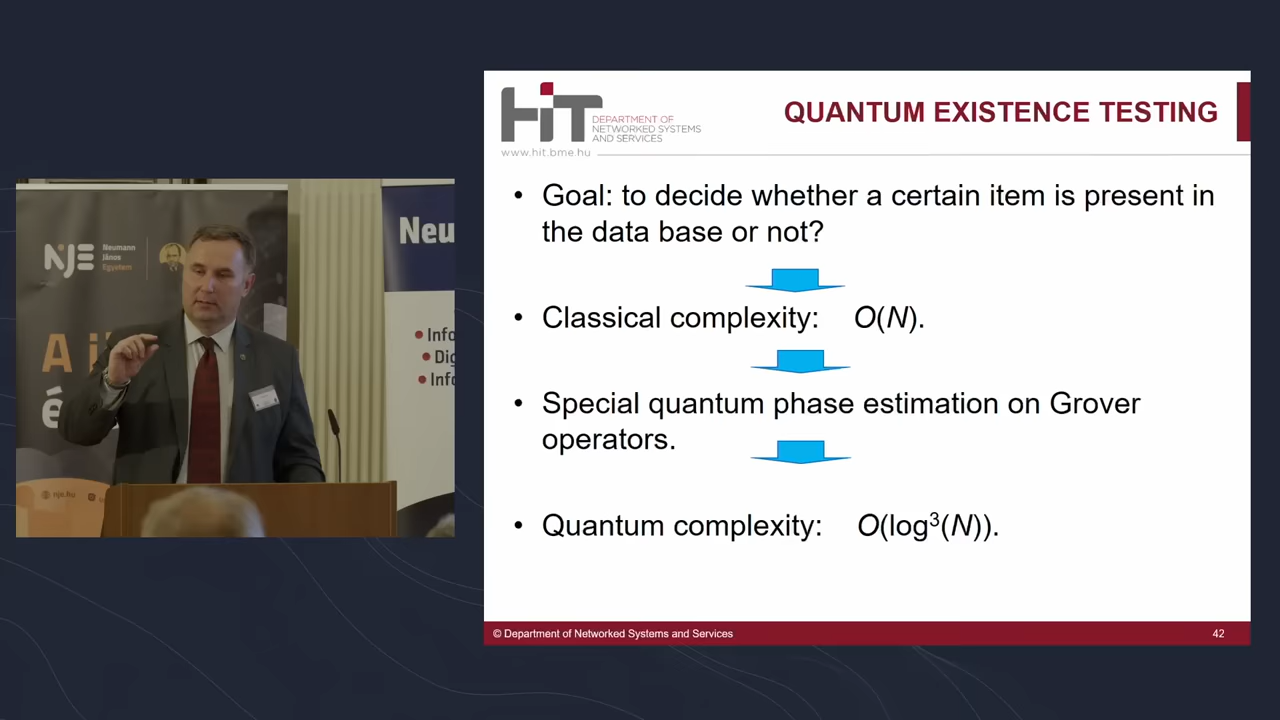 NJE
Neumann
János
Egyetem
Neu
A j
é
Info
Dig
Info
nje.hu
HIT
DEPARTMENT OF
NETWORKED SYSTEMS
AND SERVICES
www.hit.bme.hu
QUANTUM EXISTENCE TESTING
• Goal: to decide whether a certain item is present in
the data base or not?
• Classical complexity: O(N).
• Special quantum phase estimation on Grover
operators.
• Quantum complexity: O(log³(N)).
© Department of Networked Systems and Services
42